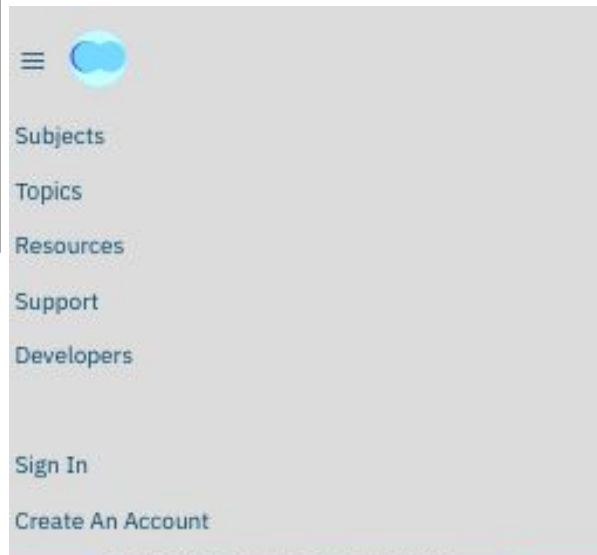 Subjects
Topics
Resources
Support
Developers
Sign In
Create An Account